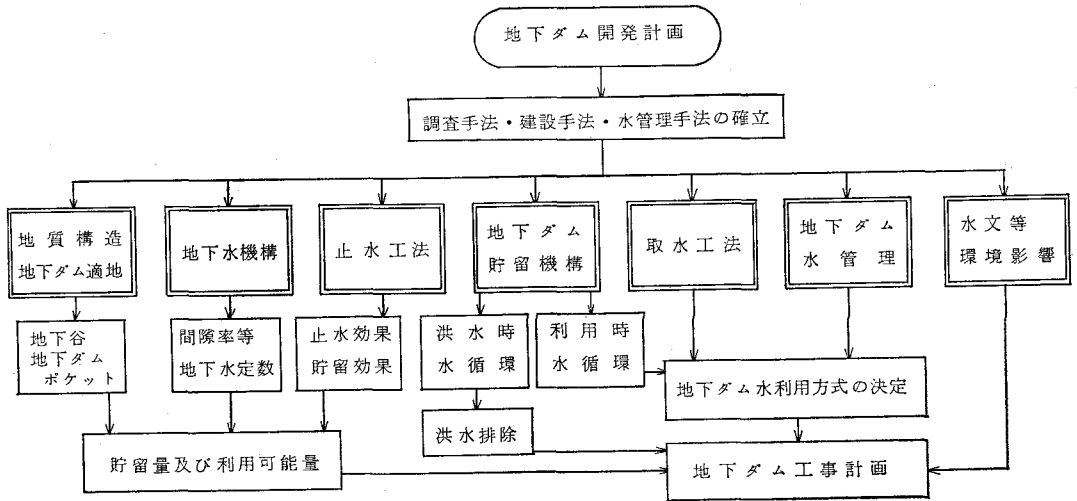 地下ダム開発計画
調査手法・建設手法・水管理手法の確立
地質構造
地下ダム適地
地下水機構
止水工法
地下ダム
貯留機構
取水工法
地下ダム
水管理
水文等
環境影響
地下谷
地下ダム
ポケット
間隙率等
地下水定数
止水効果
貯留効果
洪水時
水循環
利用時
水循環
地下ダム水利用方式の決定
洪水排除
貯留量及び利用可能量
地下ダム工事計画